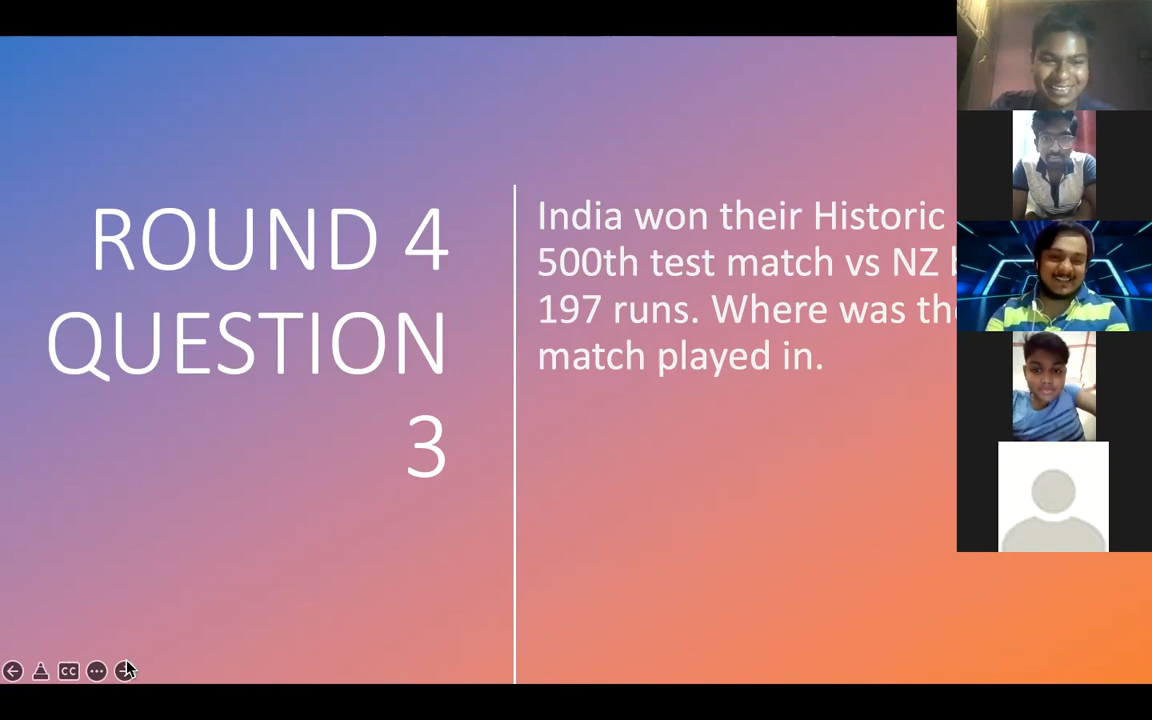 ROUND 4
QUESTION
3
India won their Historic
500th test match vs NZ
197 runs. Where was
match played in.
CC